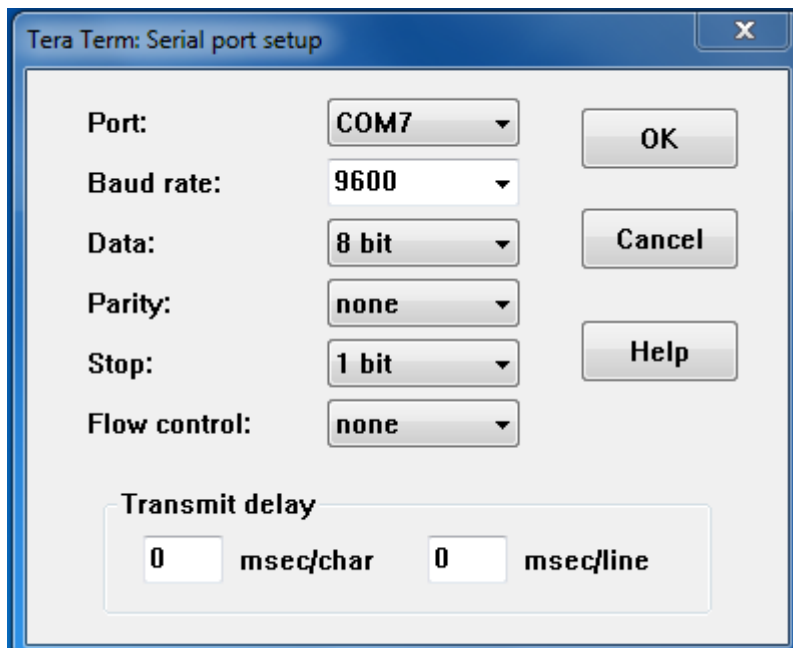 Tera Term: Serial port setup
x
Port: COM7 OK
Baud rate: 9600
Data: 8 bit Cancel
Parity: none
Stop: 1 bit Help
Flow control: none
Transmit delay
0 msec/char 0 msec/line